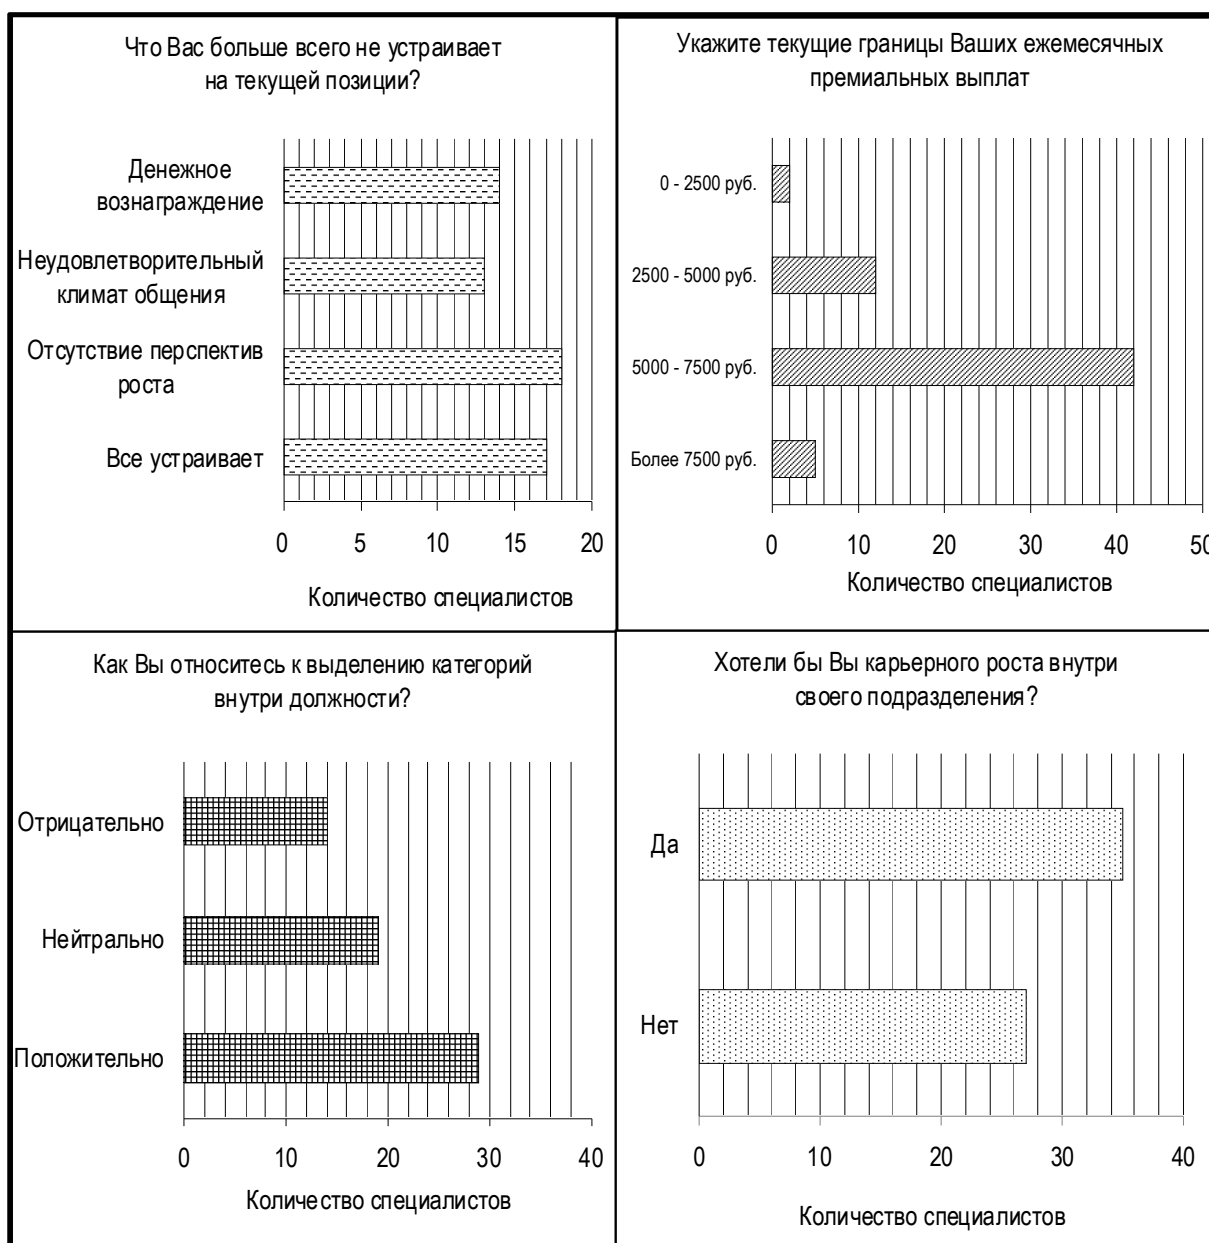 Что Вас больше всего не устраивает
на текущей позиции?
Денежное
вознаграждение
Неудовлетворительный
климат общения
Отсутствие перспектив
роста
Все устраивает
0 5 10 15 20
Количество специалистов
Укажите текущие границы Ваших ежемесячных
премиальных выплат
0 - 2500 руб.
2500 - 5000 руб.
5000 - 7500 руб.
Более 7500 руб.
0 10 20 30 40 50
Количество специалистов
Как Вы относитесь к выделению категорий
внутри должности?
Отрицательно
Нейтрально
Положительно
0 10 20 30 40
Количество специалистов
Хотели бы Вы карьерного роста внутри
своего подразделения?
Да
Нет
0 10 20 30 40
Количество специалистов